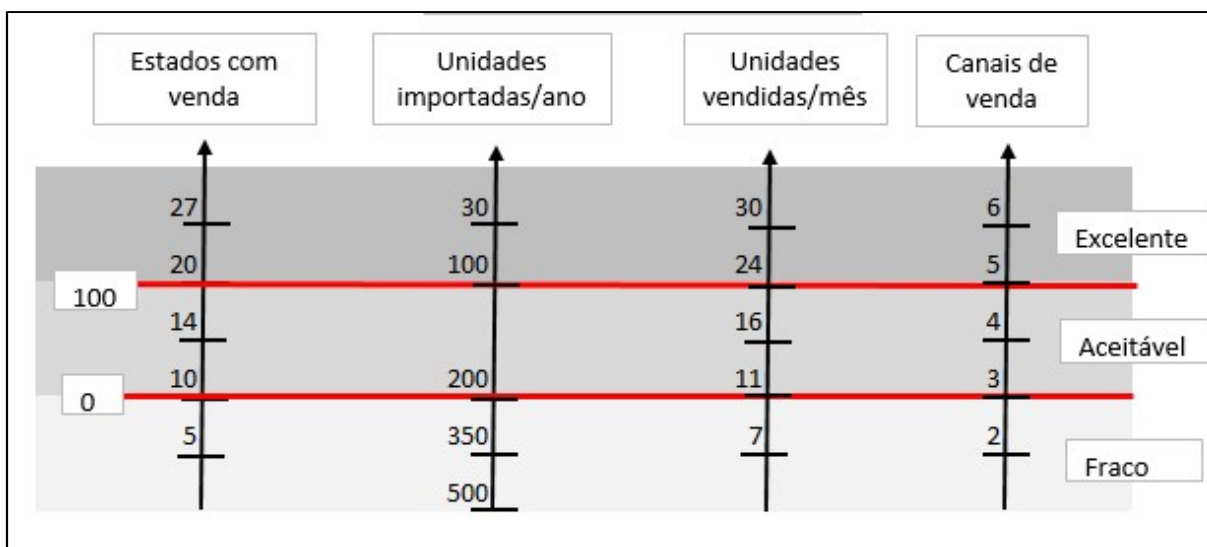 Estados com
venda
Unidades
importadas/ano
Unidades
vendidas/mês
Canais de
venda
27
30
30
6
Excelente
20
100
24
5
100
14
16
4
Aceitável
10
200
11
3
0
5
350
7
2
Fraco
500